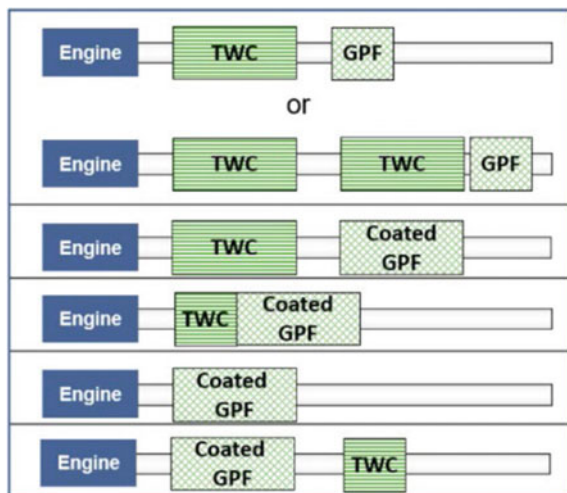 Engine TWC GPF
or
Engine TWC TWC GPF
Engine TWC Coated GPF
Engine TWC Coated GPF
Engine Coated GPF
Engine Coated GPF TWC